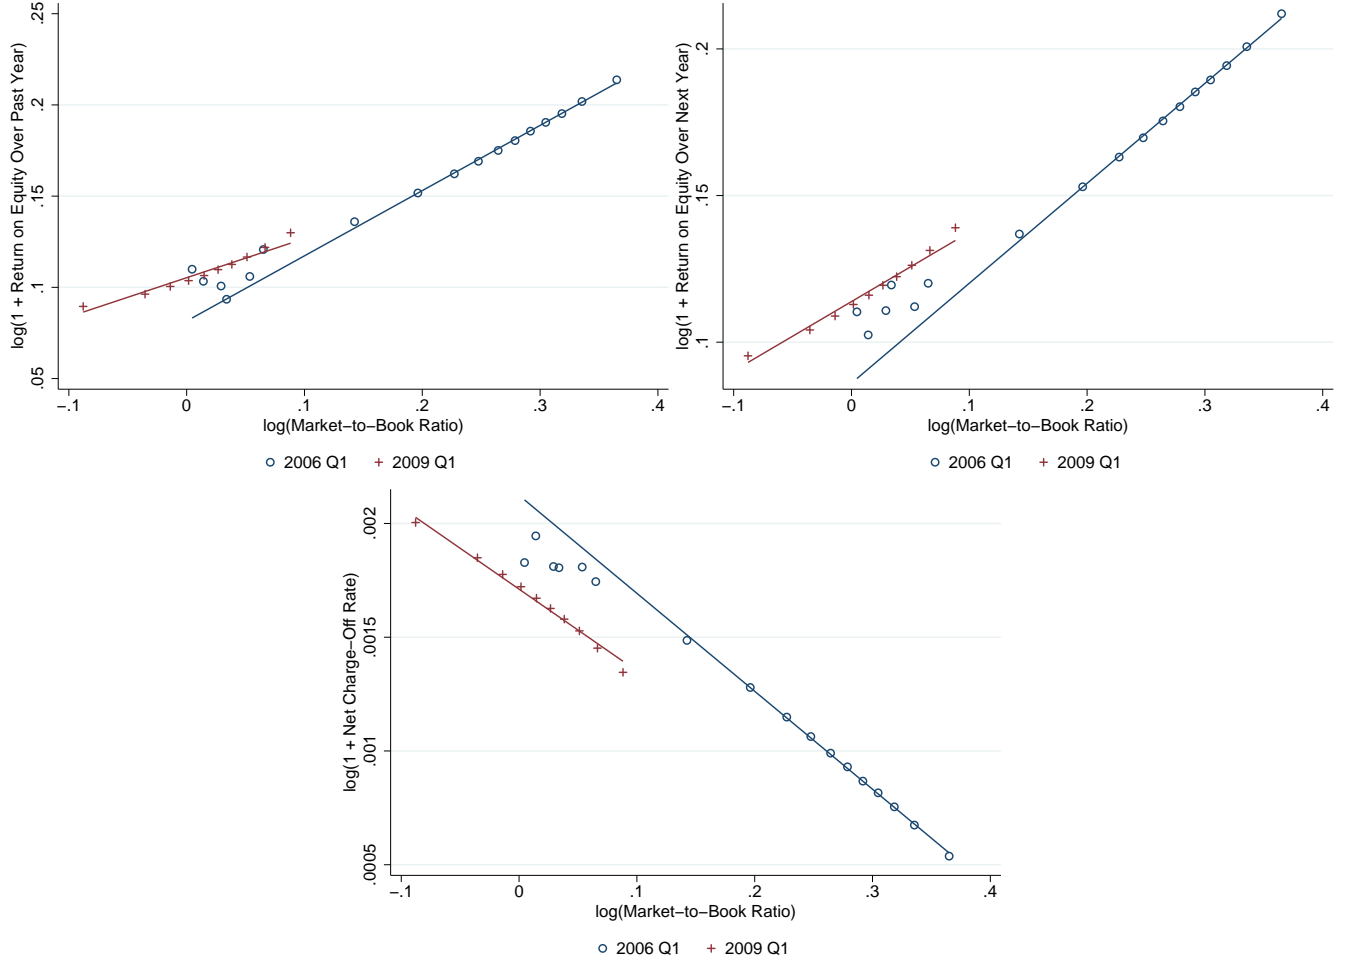 log(1 + Return on Equity Over Past Year)
.25
.2
.15
.1
.05
−.1 0 .1 .2 .3 .4
log(Market−to−Book Ratio)
2006 Q1 2009 Q1
log(1 + Return on Equity Over Next Year)
.2
.15
.1
−.1 0 .1 .2 .3 .4
log(Market−to−Book Ratio)
2006 Q1 2009 Q1
log(1 + Net Charge−Off Rate)
.002
.0015
.001
.0005
−.1 0 .1 .2 .3 .4
log(Market−to−Book Ratio)
2006 Q1 2009 Q1